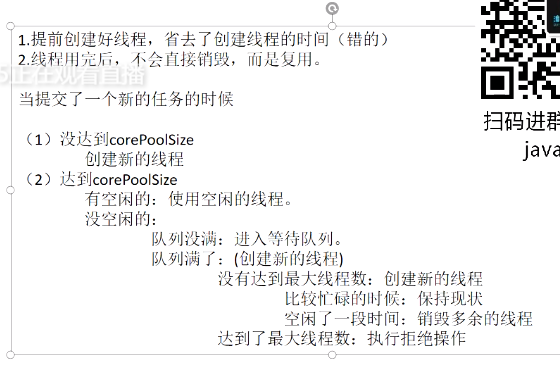 1.提前创建好线程，省去了创建线程的时间（错的）
2.线程用完后，不会直接销毁，而是复用。
正在观看直播
当提交了一个新的任务的时候
（1）没达到corePoolSize
创建新的线程
（2）达到corePoolSize
有空闲的：使用空闲的线程。
没空闲的：
队列没满：进入等待队列。
队列满了：(创建新的线程)
没有达到最大线程数：创建新的线程
比较忙碌的时候：保持现状
空闲了一段时间：销毁多余的线程
达到了最大线程数：执行拒绝操作
扫码进群
java